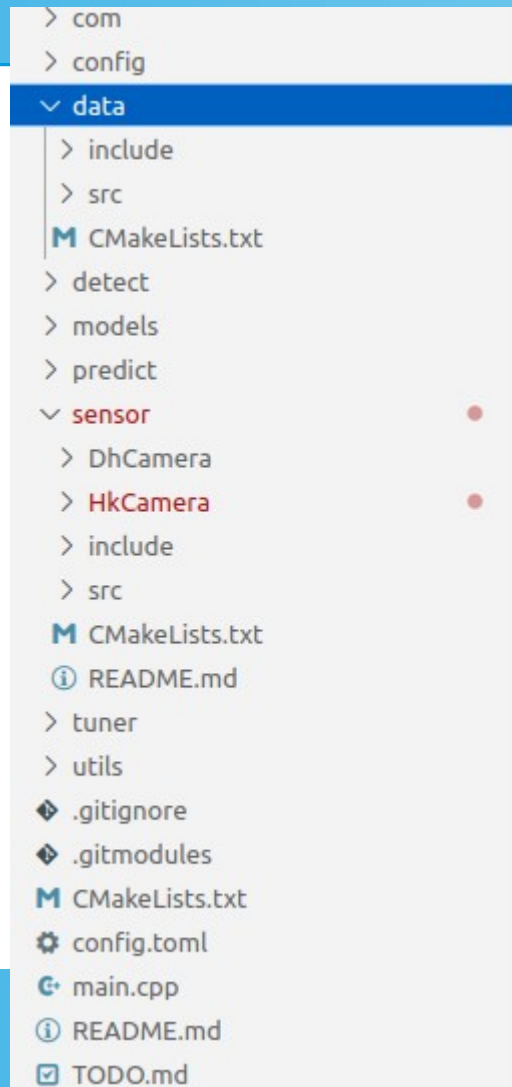 com
config
data
include
src
CMakeLists.txt
detect
models
predict
sensor
DhCamera
HkCamera
include
src
CMakeLists.txt
README.md
tuner
utils
.gitignore
.gitmodules
CMakeLists.txt
config.toml
main.cpp
README.md
TODO.md